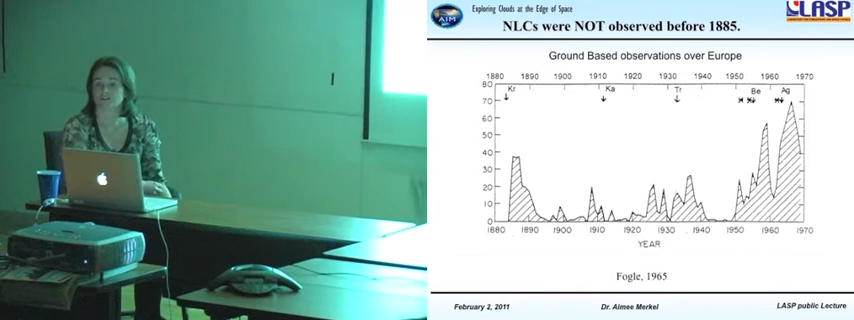 AIM
Exploring Clouds at the Edge of Space
LASP
NLCs were NOT observed before 1885.
Ground Based observations over Europe
1880 1890 1900 1910 1920 1930 1940 1950 1960 1970
80
70
60
50
40
30
20
10
0
Kr Ka Tr Be Ag
1880 1890 1900 1910 1920 1930 1940 1950 1960 1970
YEAR
Fogle, 1965
February 2, 2011 Dr. Aimee Merkel LASP public Lecture